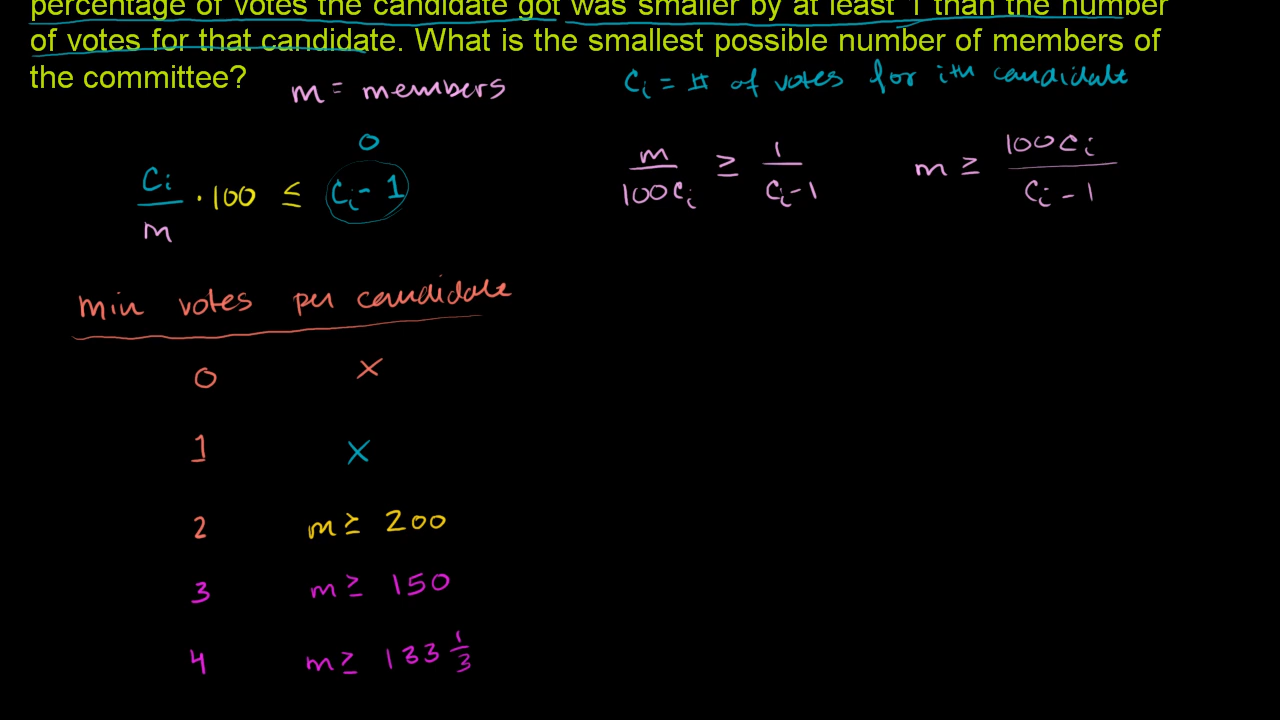 percentage of votes the candidate got was smaller by at least 1 than the number
of votes for that candidate. What is the smallest possible number of members of
the committee?
m = members
Ci = # of votes for ith candidate
Ci/m · 100 ≤ Ci - 1
0
m/100Ci ≥ 1/Ci-1
m ≥ 100Ci/Ci-1
min votes per candidate
0 X
1 X
2 m ≥ 200
3 m ≥ 150
4 m ≥ 133 1/3